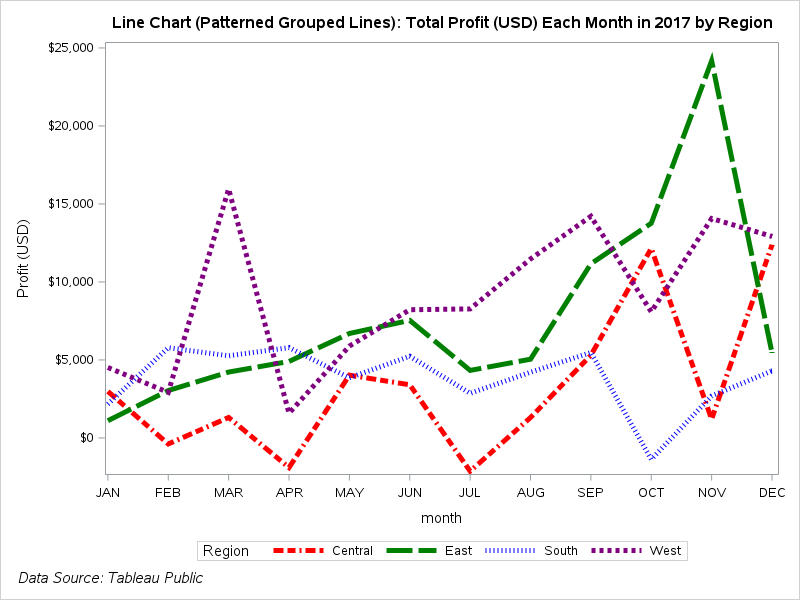 Line Chart (Patterned Grouped Lines): Total Profit (USD) Each Month in 2017 by Region
$25,000
$20,000
$15,000
$10,000
$5,000
$0
Profit (USD)
JAN FEB MAR APR MAY JUN JUL AUG SEP OCT NOV DEC
month
Region Central East South West
Data Source: Tableau Public